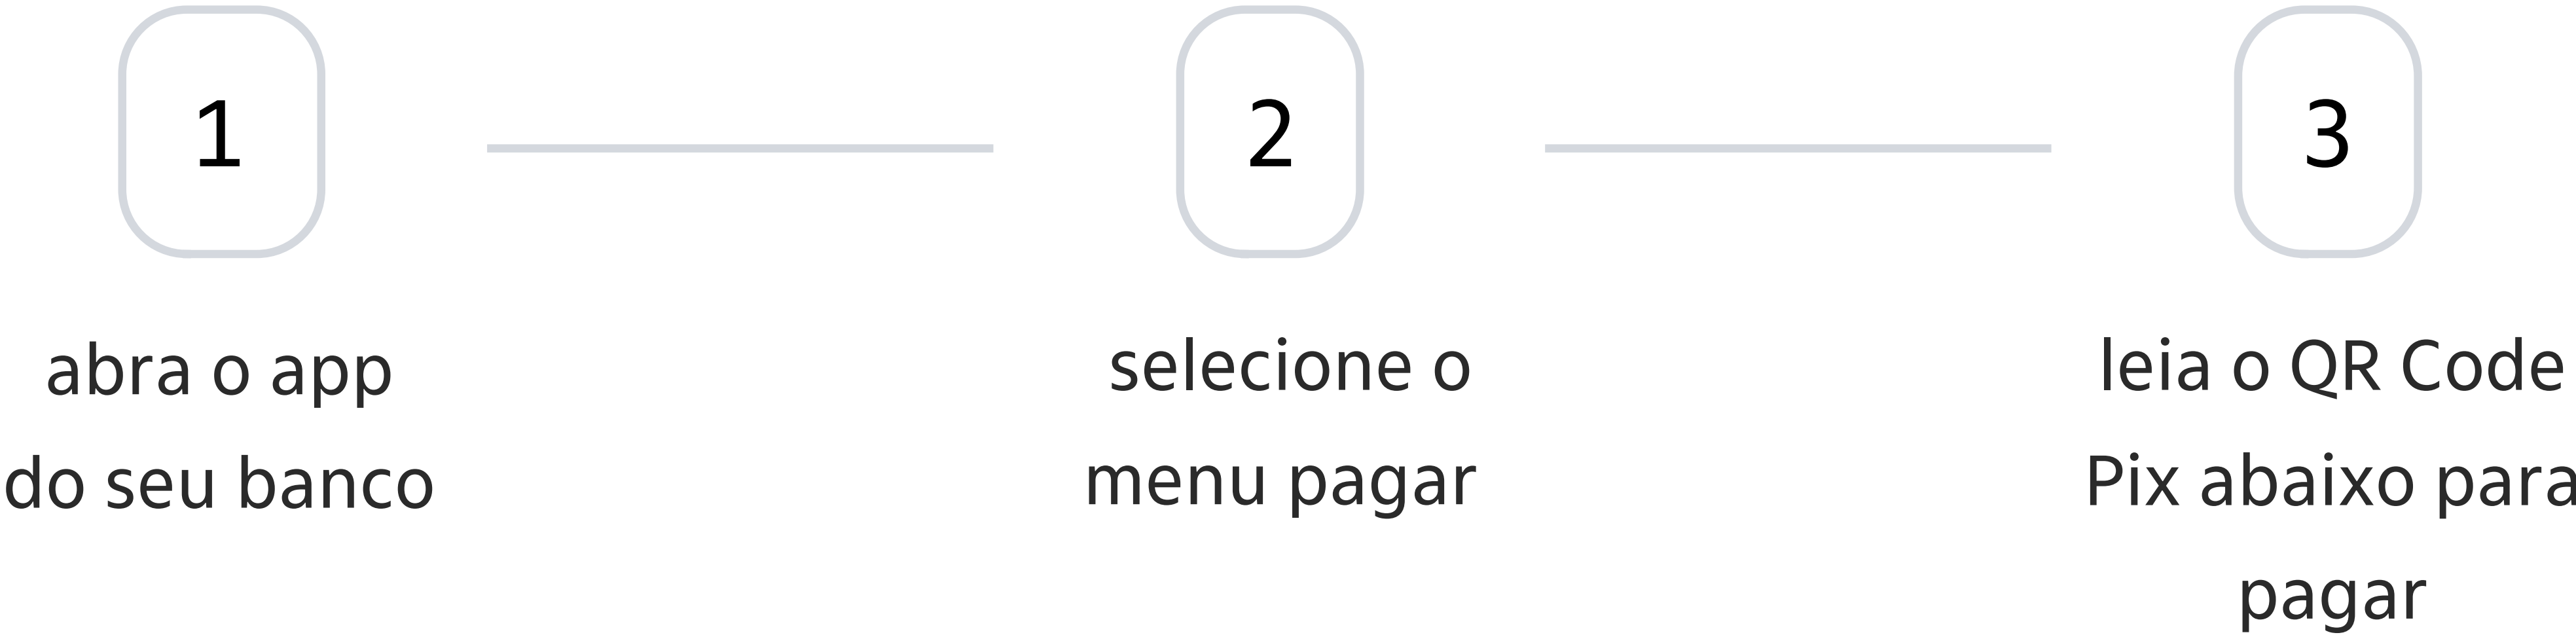 1
abra o app
do seu banco
2
selecione o
menu pagar
3
leia o QR Code
Pix abaixo para
pagar